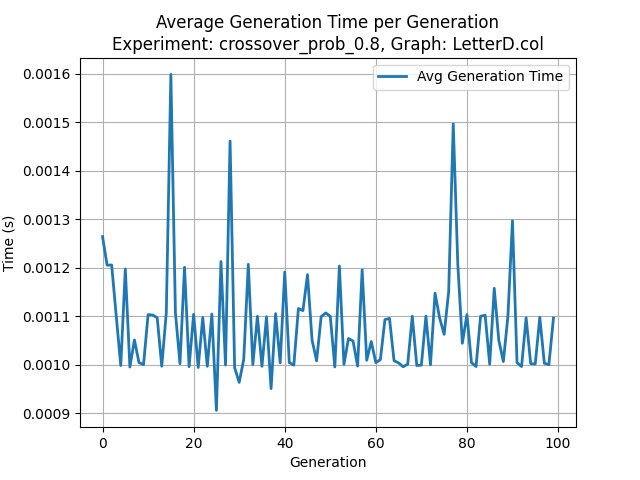 Average Generation Time per Generation
Experiment: crossover_prob_0.8, Graph: LetterD.col
Avg Generation Time
Time (s)
0.0016
0.0015
0.0014
0.0013
0.0012
0.0011
0.0010
0.0009
0 20 40 60 80 100
Generation